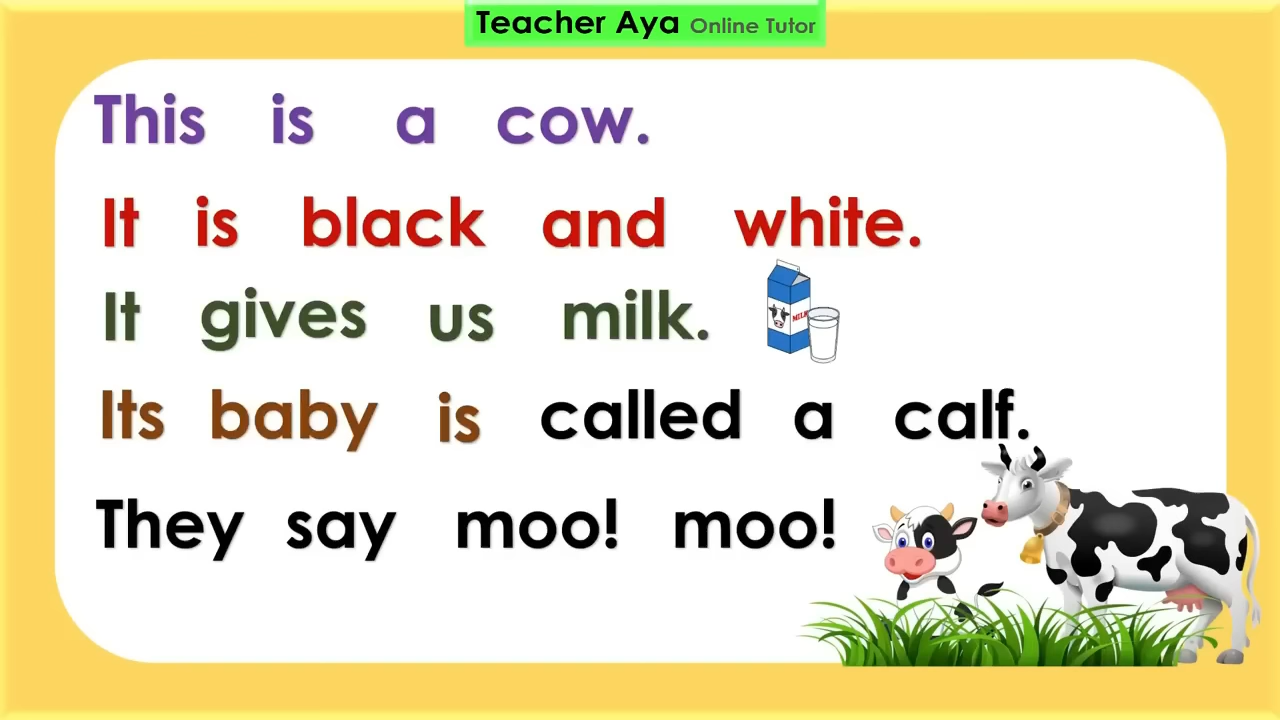 Teacher Aya Online Tutor
This is a cow.
It is black and white.
It gives us milk.
MILK
Its baby is called a calf.
They say moo! moo!